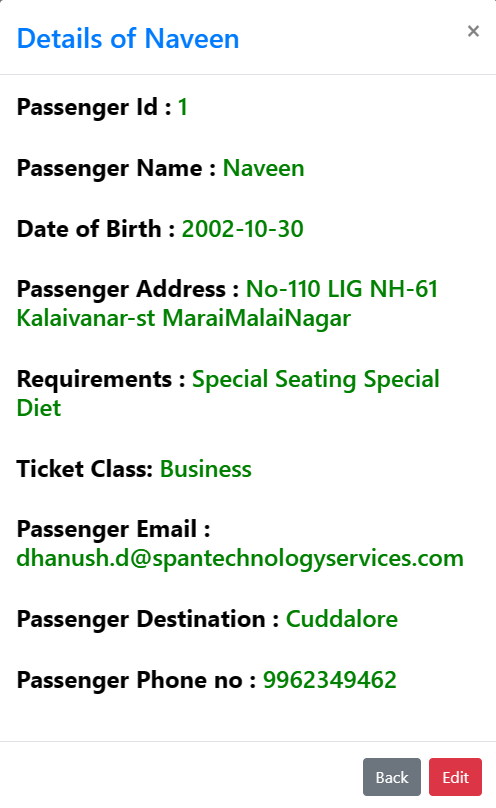 Details of Naveen
×
Passenger Id : 1
Passenger Name : Naveen
Date of Birth : 2002-10-30
Passenger Address : No-110 LIG NH-61
Kalaivanar-st MaraiMalaiNagar
Requirements : Special Seating Special
Diet
Ticket Class: Business
Passenger Email :
dhanush.d@spantechnologyservices.com
Passenger Destination : Cuddalore
Passenger Phone no : 9962349462
Back Edit